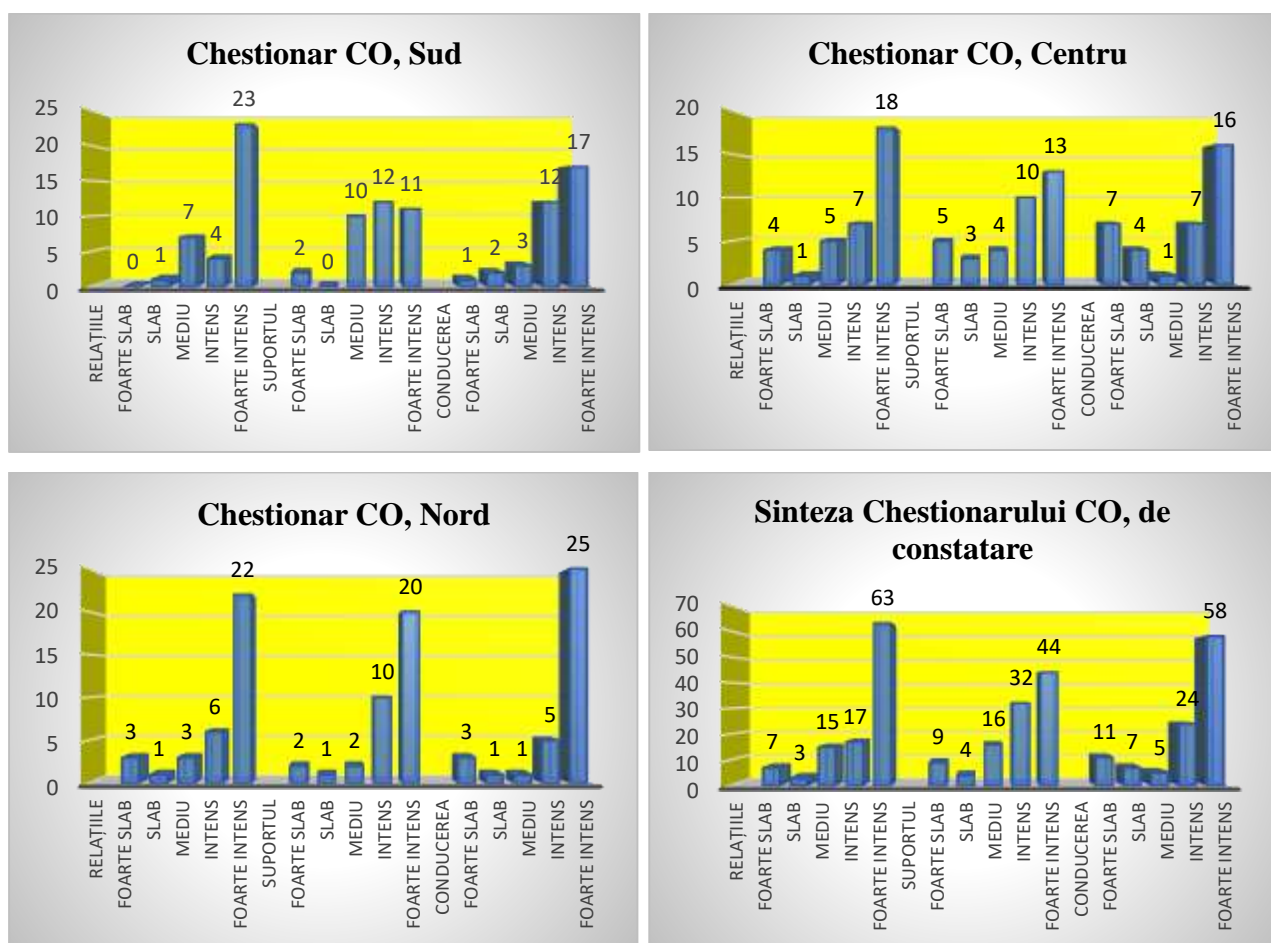 Chestionar CO, Sud
25
20
15
10
5
0
0
1
7
4
23
2
0
10
12
11
1
2
3
12
17
RELAȚIILE
FOARTE SLAB
SLAB
MEDIU
INTENS
FOARTE INTENS
SUPORTUL
FOARTE SLAB
SLAB
MEDIU
INTENS
FOARTE INTENS
CONDUCEREA
FOARTE SLAB
SLAB
MEDIU
INTENS
FOARTE INTENS
Chestionar CO, Centru
20
15
10
5
0
4
1
5
7
18
5
3
4
10
13
7
4
1
7
16
RELAȚIILE
FOARTE SLAB
SLAB
MEDIU
INTENS
FOARTE INTENS
SUPORTUL
FOARTE SLAB
SLAB
MEDIU
INTENS
FOARTE INTENS
CONDUCEREA
FOARTE SLAB
SLAB
MEDIU
INTENS
FOARTE INTENS
Chestionar CO, Nord
25
20
15
10
5
0
3
1
3
6
22
2
1
2
10
20
3
1
1
5
25
RELAȚIILE
FOARTE SLAB
SLAB
MEDIU
INTENS
FOARTE INTENS
SUPORTUL
FOARTE SLAB
SLAB
MEDIU
INTENS
FOARTE INTENS
CONDUCEREA
FOARTE SLAB
SLAB
MEDIU
INTENS
FOARTE INTENS
Sinteza Chestionarului CO, de
constatare
70
60
50
40
30
20
10
0
7
3
15
17
63
9
4
16
32
44
11
7
5
24
58
RELAȚIILE
FOARTE SLAB
SLAB
MEDIU
INTENS
FOARTE INTENS
SUPORTUL
FOARTE SLAB
SLAB
MEDIU
INTENS
FOARTE INTENS
CONDUCEREA
FOARTE SLAB
SLAB
MEDIU
INTENS
FOARTE INTENS